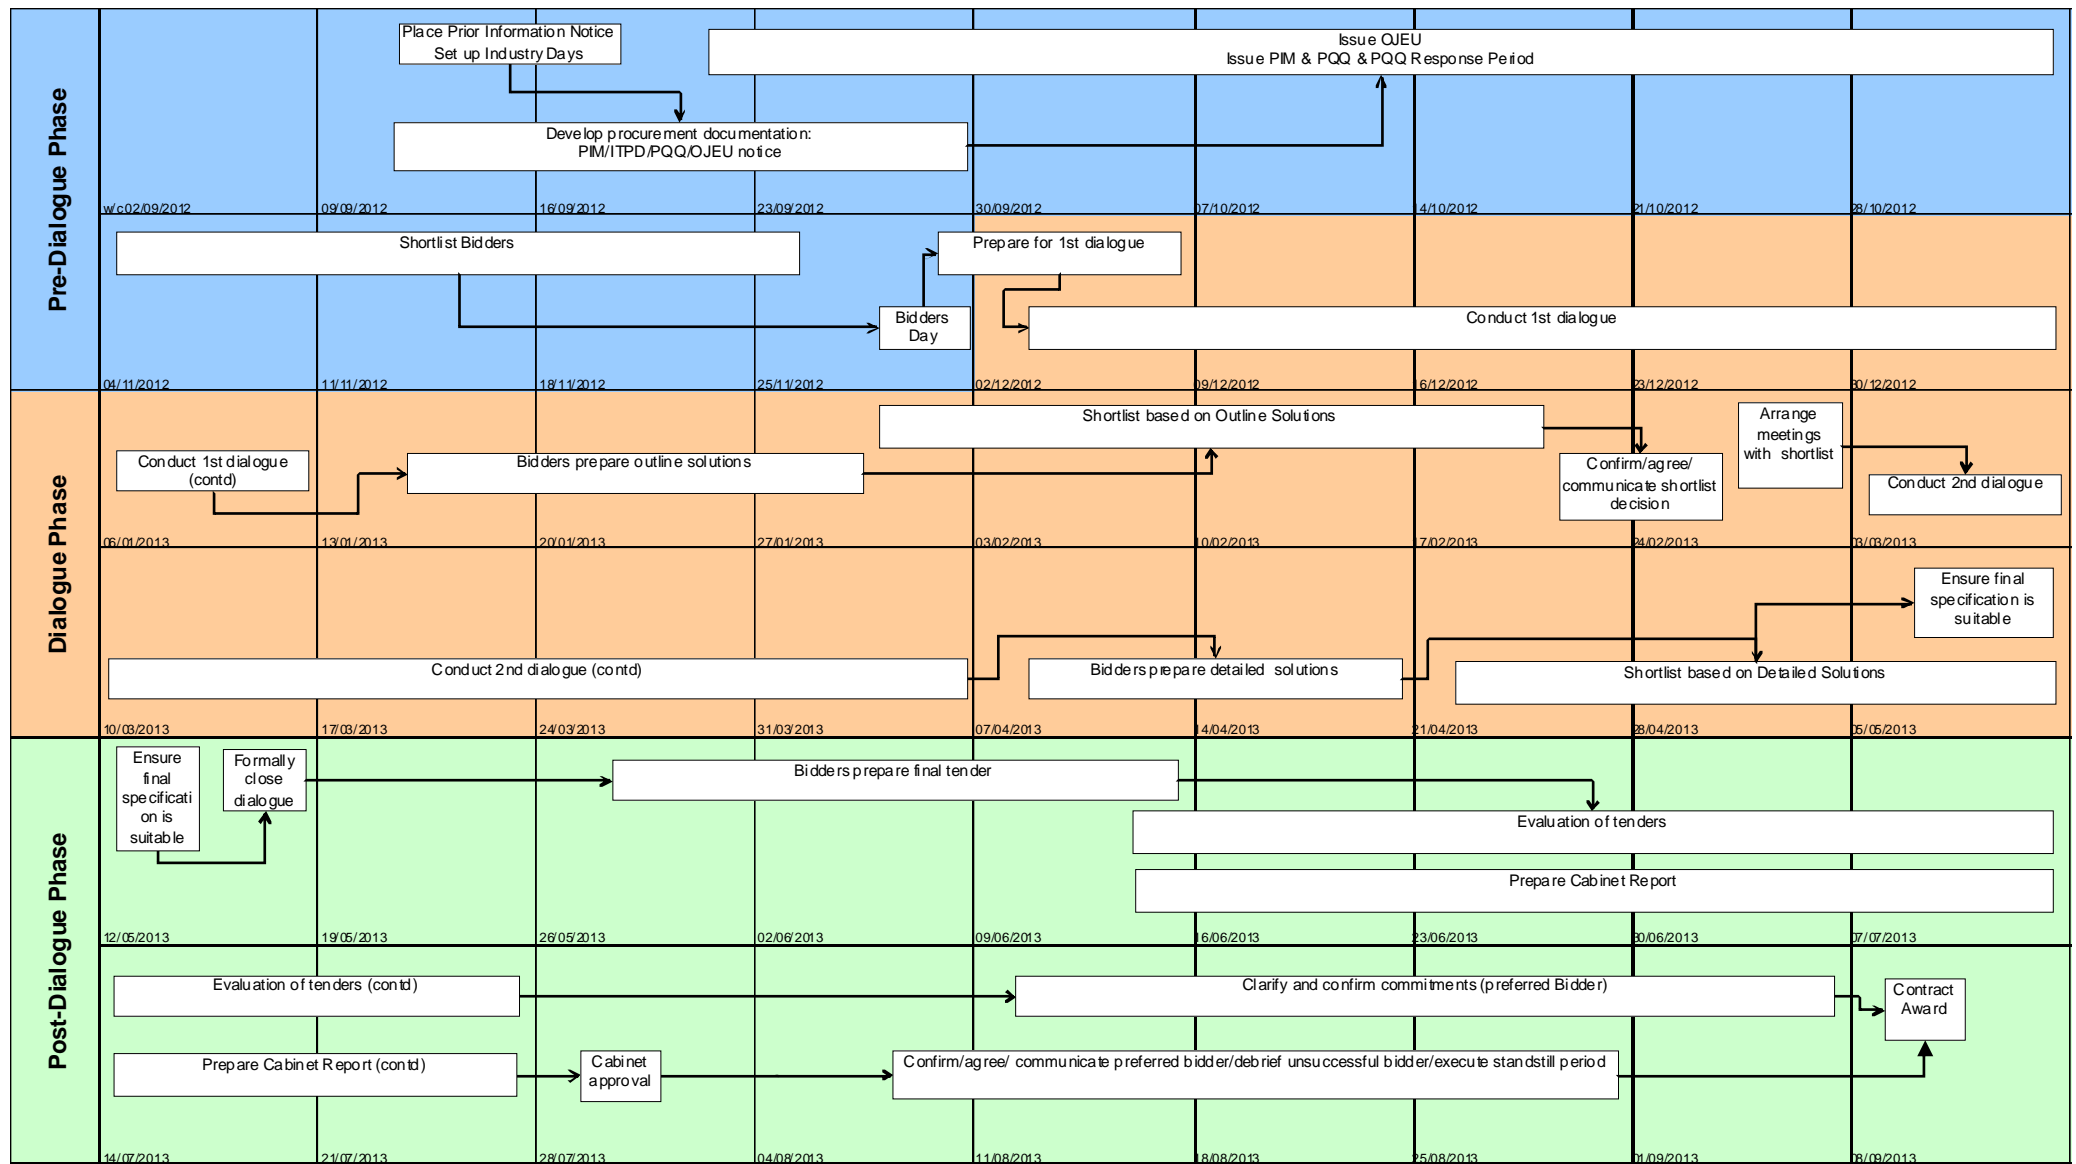 Pre-Dialogue Phase
Place Prior Information Notice
Set up Industry Days
Issue OJEU
Issue PIM & PQQ & PQQ Response Period
Develop procurement documentation:
PIM/ITPD/PQQ/OJEU notice
w/c 02/09/2012
09/09/2012
16/09/2012
23/09/2012
30/09/2012
07/10/2012
14/10/2012
21/10/2012
28/10/2012
Shortlist Bidders
Prepare for 1st dialogue
Bidders
Day
Conduct 1st dialogue
04/11/2012
11/11/2012
18/11/2012
25/11/2012
02/12/2012
09/12/2012
16/12/2012
23/12/2012
30/12/2012
Dialogue Phase
Conduct 1st dialogue
(contd)
Bidders prepare outline solutions
Shortlist based on Outline Solutions
Confirm/agree/
communicate shortlist
decision
Arrange
meetings
with shortlist
Conduct 2nd dialogue
06/01/2013
13/01/2013
20/01/2013
27/01/2013
03/02/2013
10/02/2013
17/02/2013
24/02/2013
03/03/2013
Ensure final
specification is
suitable
Conduct 2nd dialogue (contd)
Bidders prepare detailed solutions
Shortlist based on Detailed Solutions
10/03/2013
17/03/2013
24/03/2013
31/03/2013
07/04/2013
14/04/2013
21/04/2013
28/04/2013
05/05/2013
Post-Dialogue Phase
Ensure
final
specificati
on is
suitable
Formally
close
dialogue
Bidders prepare final tender
Evaluation of tenders
Prepare Cabinet Report
12/05/2013
19/05/2013
26/05/2013
02/06/2013
09/06/2013
16/06/2013
23/06/2013
30/06/2013
07/07/2013
Evaluation of tenders (contd)
Clarify and confirm commitments (preferred Bidder)
Contract
Award
Prepare Cabinet Report (contd)
Cabinet
approval
Confirm/agree/ communicate preferred bidder/debrief unsuccessful bidder/execute standstill period
14/07/2013
21/07/2013
28/07/2013
04/08/2013
11/08/2013
18/08/2013
25/08/2013
01/09/2013
08/09/2013